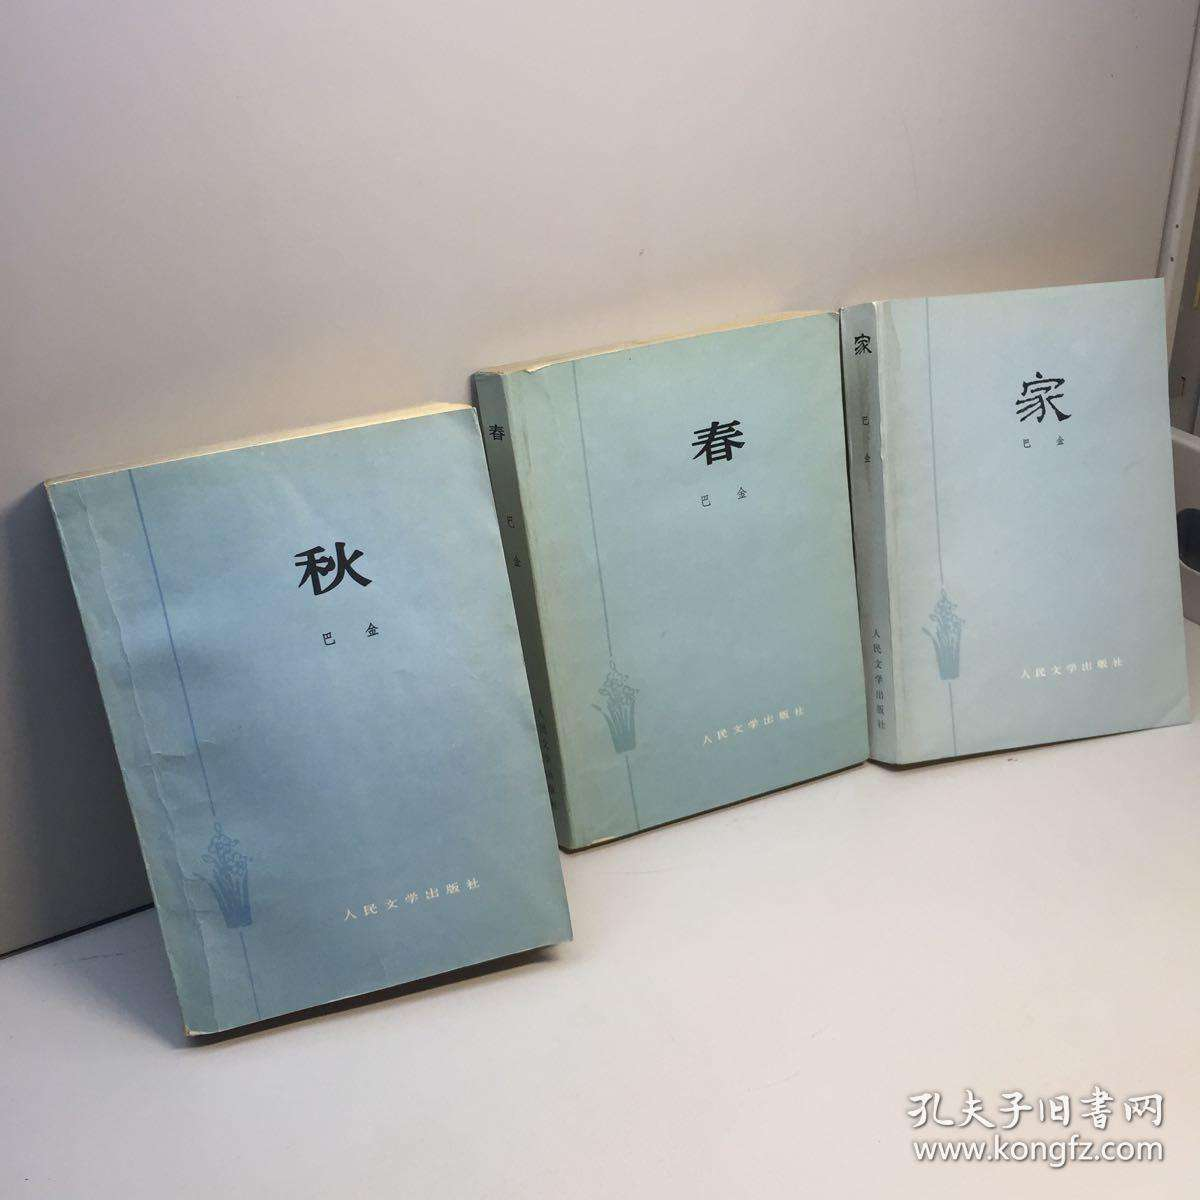 秋
巴 金
人民文学出版社
春
巴 金
春
巴 金
人民文学出版社
家
巴 金
人民文学出版社
家
巴 金
人民文学出版社
孔夫子旧书网
www.kongfz.com